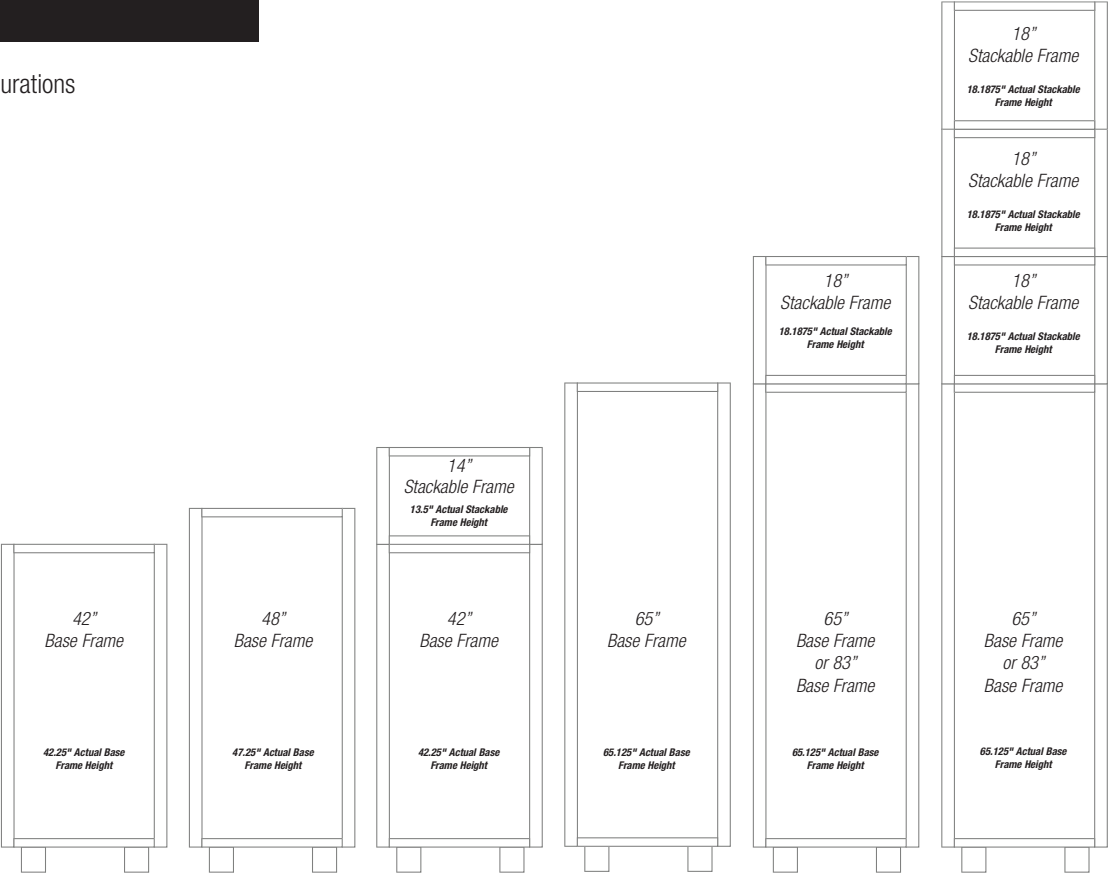 urations
42”
Base Frame
42.25" Actual Base
Frame Height
48”
Base Frame
47.25" Actual Base
Frame Height
14”
Stackable Frame
13.5" Actual Stackable
Frame Height
42”
Base Frame
42.25" Actual Base
Frame Height
65”
Base Frame
65.125" Actual Base
Frame Height
18”
Stackable Frame
18.1875" Actual Stackable
Frame Height
65”
Base Frame
or 83”
Base Frame
65.125" Actual Base
Frame Height
18”
Stackable Frame
18.1875" Actual Stackable
Frame Height
18”
Stackable Frame
18.1875" Actual Stackable
Frame Height
18”
Stackable Frame
18.1875" Actual Stackable
Frame Height
65”
Base Frame
or 83”
Base Frame
65.125" Actual Base
Frame Height